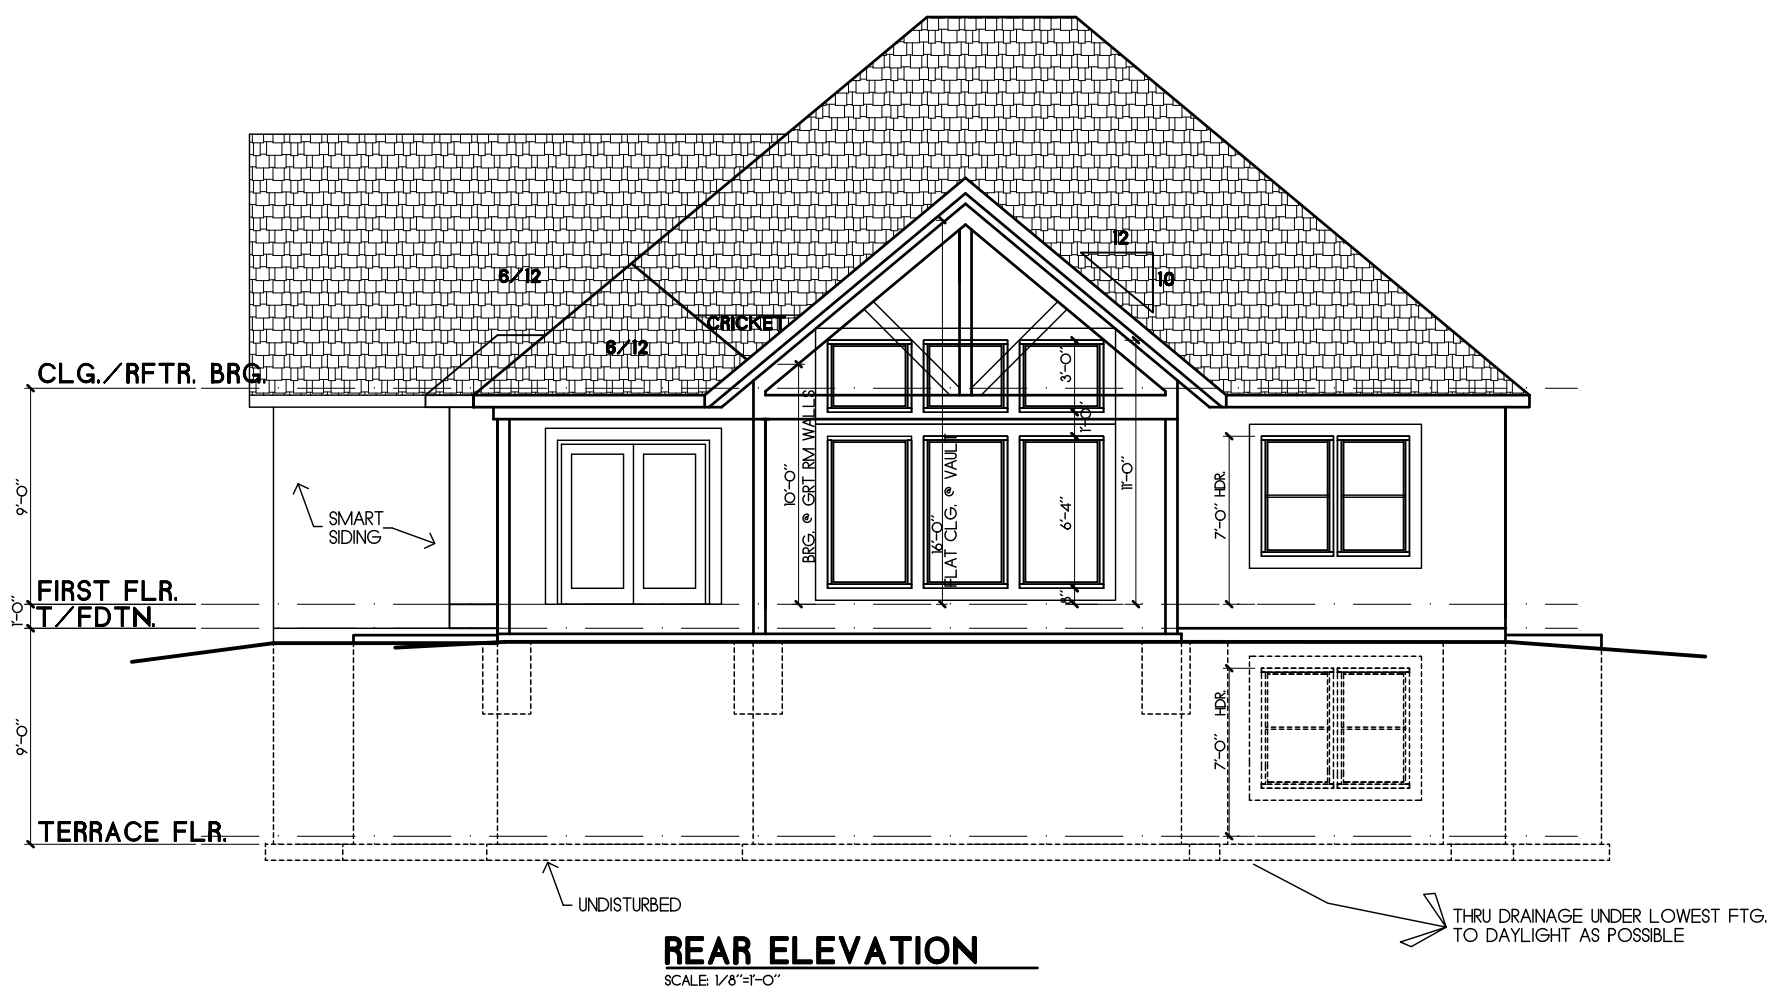 12
10
6/12
CRICKET
6/12
CLG./RFTR. BRG.
3'-0"
1'-0"
9'-0"
10'-0"
BRG. @ GRT RM WALLS
16'-0"
FLAT CLG. @ VAULT
6'-4"
11'-0"
7'-0" HDR.
SMART
SIDING
FIRST FLR.
8"
1'-0"
T/FDTN.
9'-0"
7'-0" HDR.
TERRACE FLR.
UNDISTURBED
THRU DRAINAGE UNDER LOWEST FTG.
TO DAYLIGHT AS POSSIBLE
REAR ELEVATION
SCALE: 1/8"=1'-0"